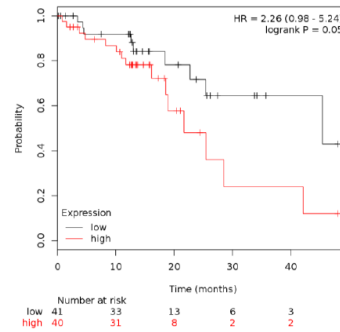 HR = 2.26 (0.98 - 5.24)
logrank P = 0.05
1.0
0.8
0.6
0.4
0.2
0.0
Probability
Expression
low
high
0 10 20 30 40
Time (months)
Number at risk
low 41 33 13 6 3
high 40 31 8 2 2